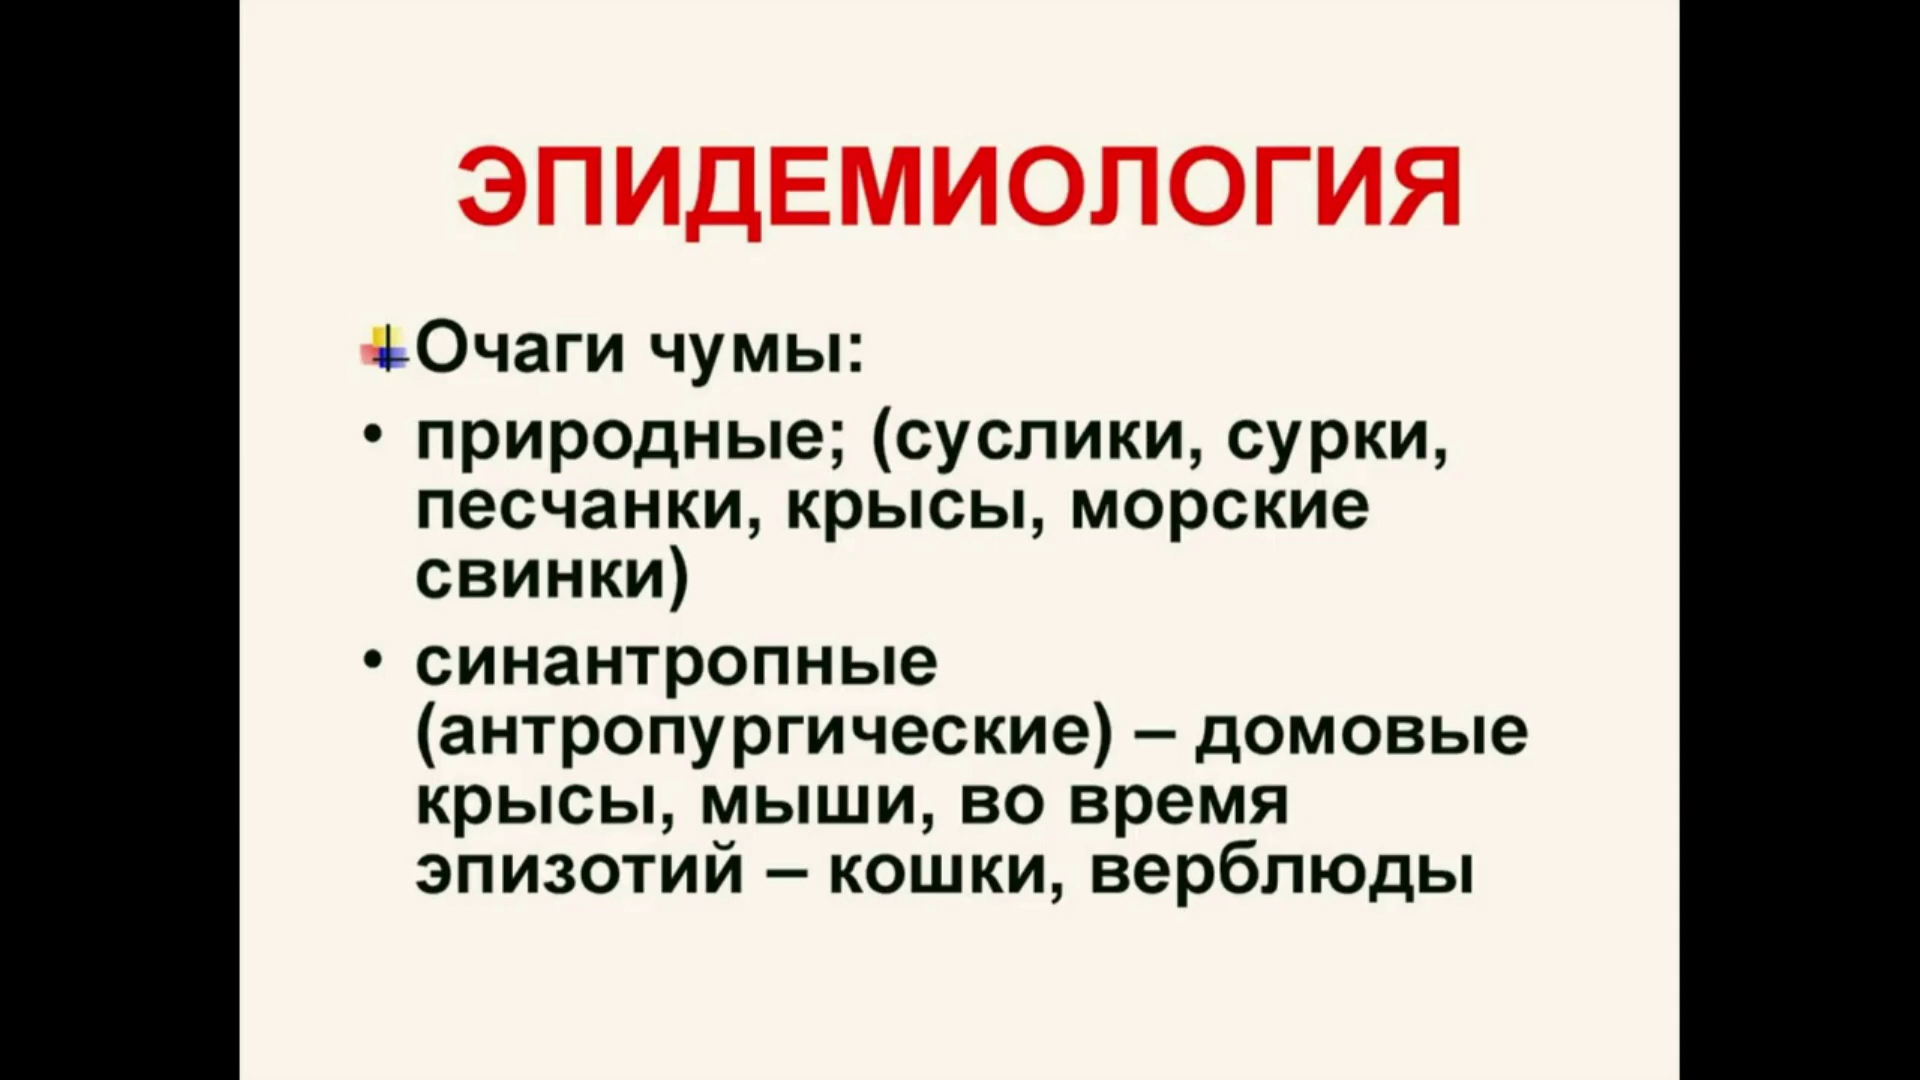 ЭПИДЕМИОЛОГИЯ
Очаги чумы:
• природные; (суслики, сурки,
песчанки, крысы, морские
свинки)
• синантропные
(антропургические) – домовые
крысы, мыши, во время
эпизотий – кошки, верблюды